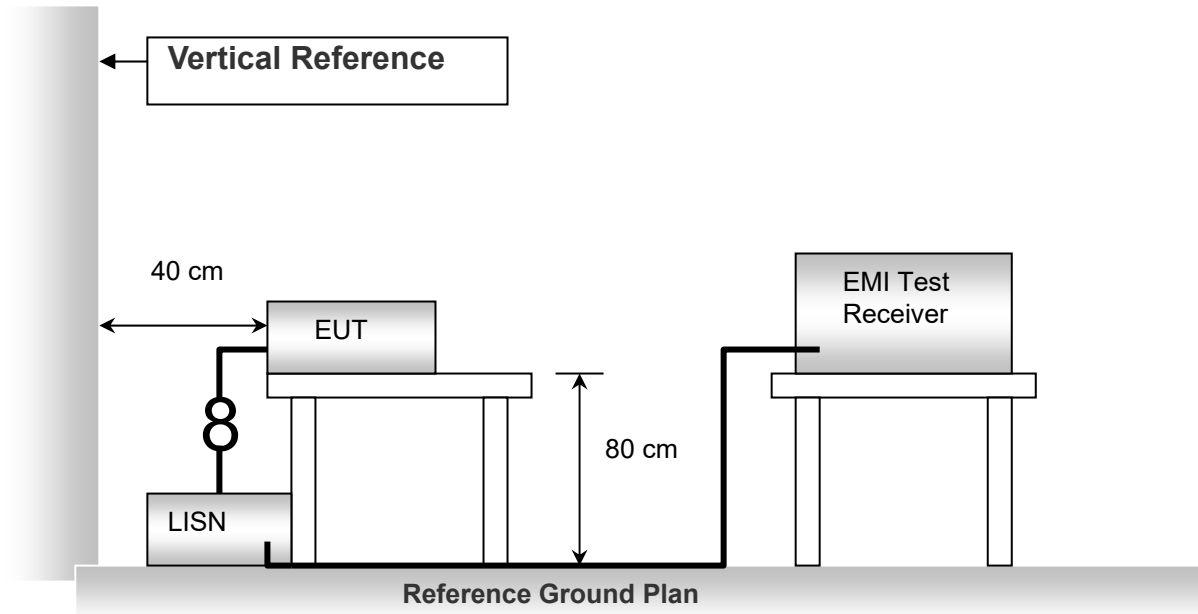 Vertical Reference
40 cm
EUT
EMI Test
Receiver
80 cm
LISN
Reference Ground Plan